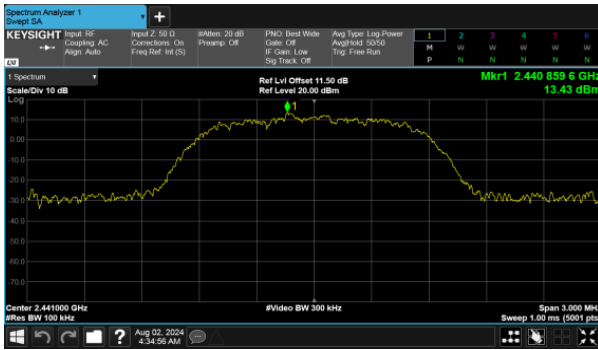 Spectrum Analyzer 1
Swept SA
+
KEYSIGHT Input: RF Input Z: 50 Ω #Atten: 20 dB PNO: Best Wide Avg Type: Log-Power 1 2 3 4 5 6
Coupling: AC Corrections: On Preamp: Off Gate: Off Avg|Hold: 50/50 M W W W W W
Align: Auto Freq Ref: Int (S) IF Gain: Low Trig: Free Run
LXI Sig Track: Off P N N N N N
1 Spectrum Ref Lvl Offset 11.50 dB Mkr1 2.440 859 6 GHz
Scale/Div 10 dB Ref Level 20.00 dBm 13.43 dBm
Log
1
10.0
0.00
-10.0
-20.0
-30.0
-40.0
-50.0
-60.0
-70.0
Center 2.441000 GHz #Video BW 300 kHz Span 3.000 MHz
#Res BW 100 kHz Sweep 1.00 ms (5001 pts)
? Aug 02, 2024
4:34:56 AM